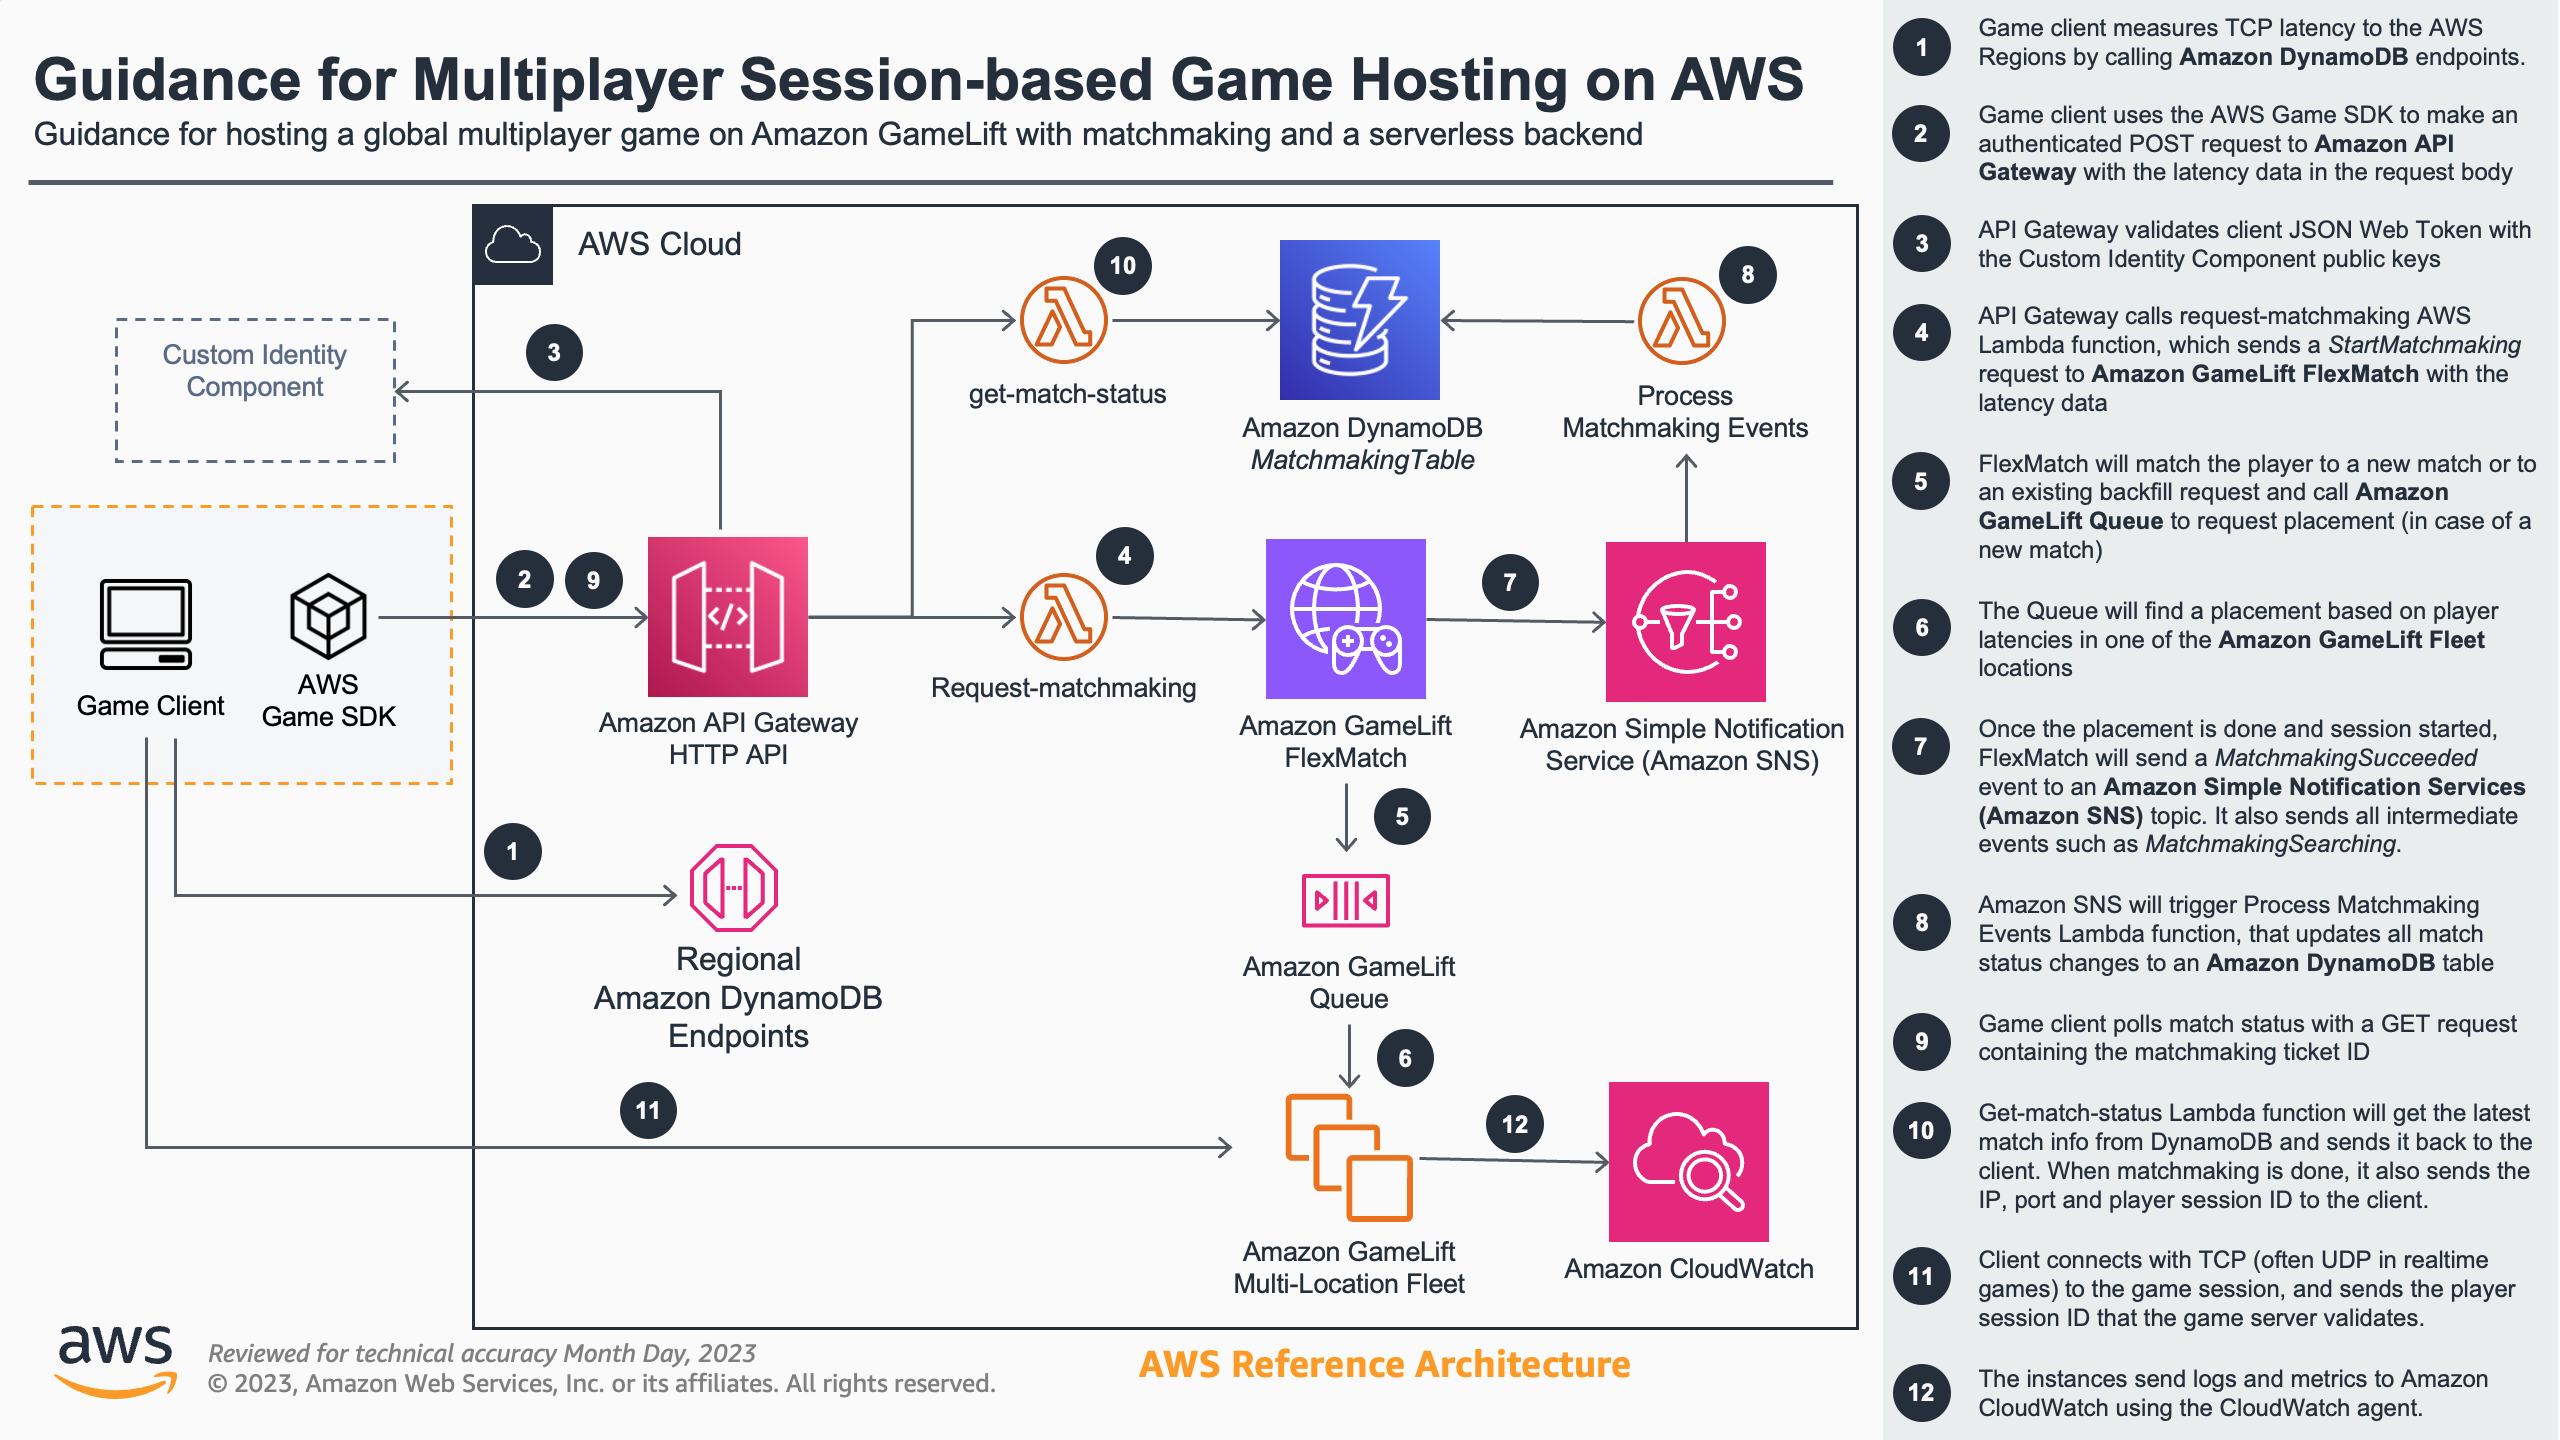 Guidance for Multiplayer Session-based Game Hosting on AWS
Guidance for hosting a global multiplayer game on Amazon GameLift with matchmaking and a serverless backend
AWS Cloud
Custom Identity
Component
3
10
get-match-status
Amazon DynamoDB
MatchmakingTable
8
Process
Matchmaking Events
Game Client
AWS
Game SDK
2
9
Amazon API Gateway
HTTP API
4
Request-matchmaking
Amazon GameLift
FlexMatch
7
Amazon Simple Notification
Service (Amazon SNS)
1
Regional
Amazon DynamoDB
Endpoints
5
Amazon GameLift
Queue
6
11
Amazon GameLift
Multi-Location Fleet
12
Amazon CloudWatch
aws
Reviewed for technical accuracy Month Day, 2023
© 2023, Amazon Web Services, Inc. or its affiliates. All rights reserved.
AWS Reference Architecture
1
Game client measures TCP latency to the AWS
Regions by calling Amazon DynamoDB endpoints.
2
Game client uses the AWS Game SDK to make an
authenticated POST request to Amazon API
Gateway with the latency data in the request body
3
API Gateway validates client JSON Web Token with
the Custom Identity Component public keys
4
API Gateway calls request-matchmaking AWS
Lambda function, which sends a StartMatchmaking
request to Amazon GameLift FlexMatch with the
latency data
5
FlexMatch will match the player to a new match or to
an existing backfill request and call Amazon
GameLift Queue to request placement (in case of a
new match)
6
The Queue will find a placement based on player
latencies in one of the Amazon GameLift Fleet
locations
7
Once the placement is done and session started,
FlexMatch will send a MatchmakingSucceeded
event to an Amazon Simple Notification Services
(Amazon SNS) topic. It also sends all intermediate
events such as MatchmakingSearching.
8
Amazon SNS will trigger Process Matchmaking
Events Lambda function, that updates all match
status changes to an Amazon DynamoDB table
9
Game client polls match status with a GET request
containing the matchmaking ticket ID
10
Get-match-status Lambda function will get the latest
match info from DynamoDB and sends it back to the
client. When matchmaking is done, it also sends the
IP, port and player session ID to the client.
11
Client connects with TCP (often UDP in realtime
games) to the game session, and sends the player
session ID that the game server validates.
12
The instances send logs and metrics to Amazon
CloudWatch using the CloudWatch agent.